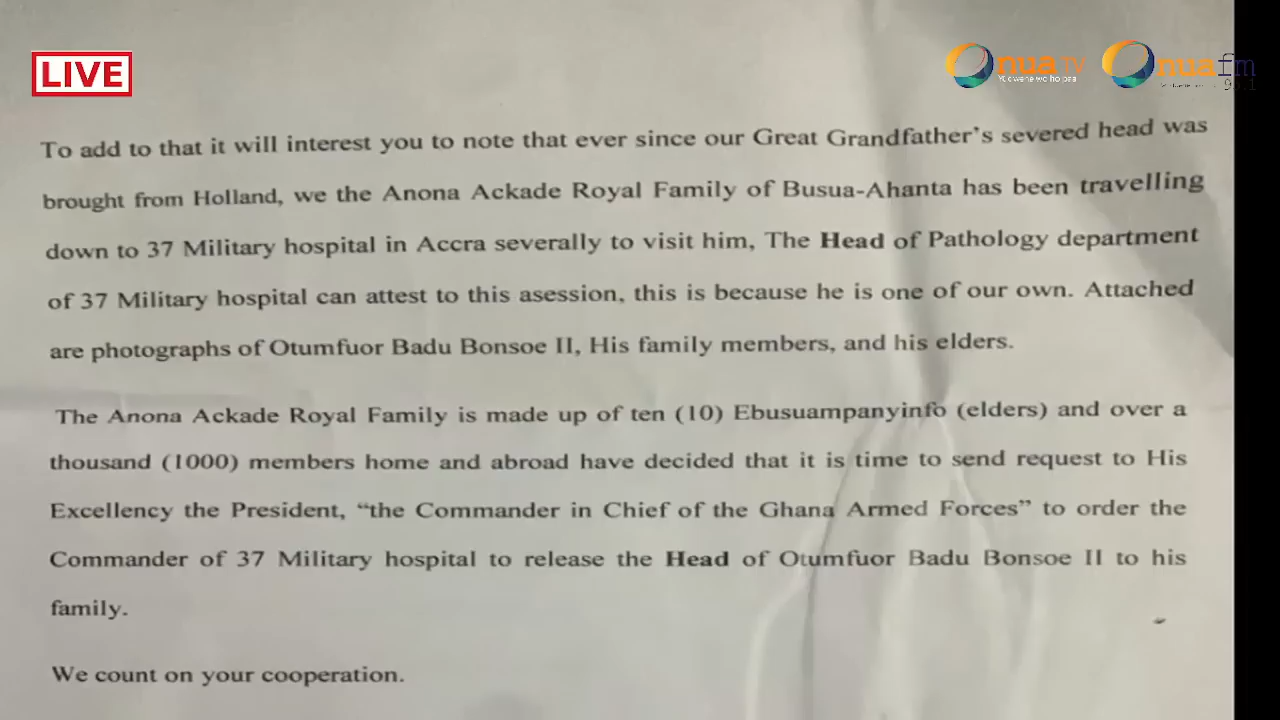 LIVE
nua TV
nua fm
To add to that it will interest you to note that ever since our Great Grandfather's severed head was
brought from Holland, we the Anona Ackade Royal Family of Busua-Ahanta has been travelling
down to 37 Military hospital in Accra severally to visit him, The Head of Pathology department
of 37 Military hospital can attest to this asession, this is because he is one of our own. Attached
are photographs of Otumfuor Badu Bonsoe II, His family members, and his elders.
The Anona Ackade Royal Family is made up of ten (10) Ebusuampanyinfo (elders) and over a
thousand (1000) members home and abroad have decided that it is time to send request to His
Excellency the President, “the Commander in Chief of the Ghana Armed Forces” to order the
Commander of 37 Military hospital to release the Head of Otumfuor Badu Bonsoe II to his
family.
We count on your cooperation.